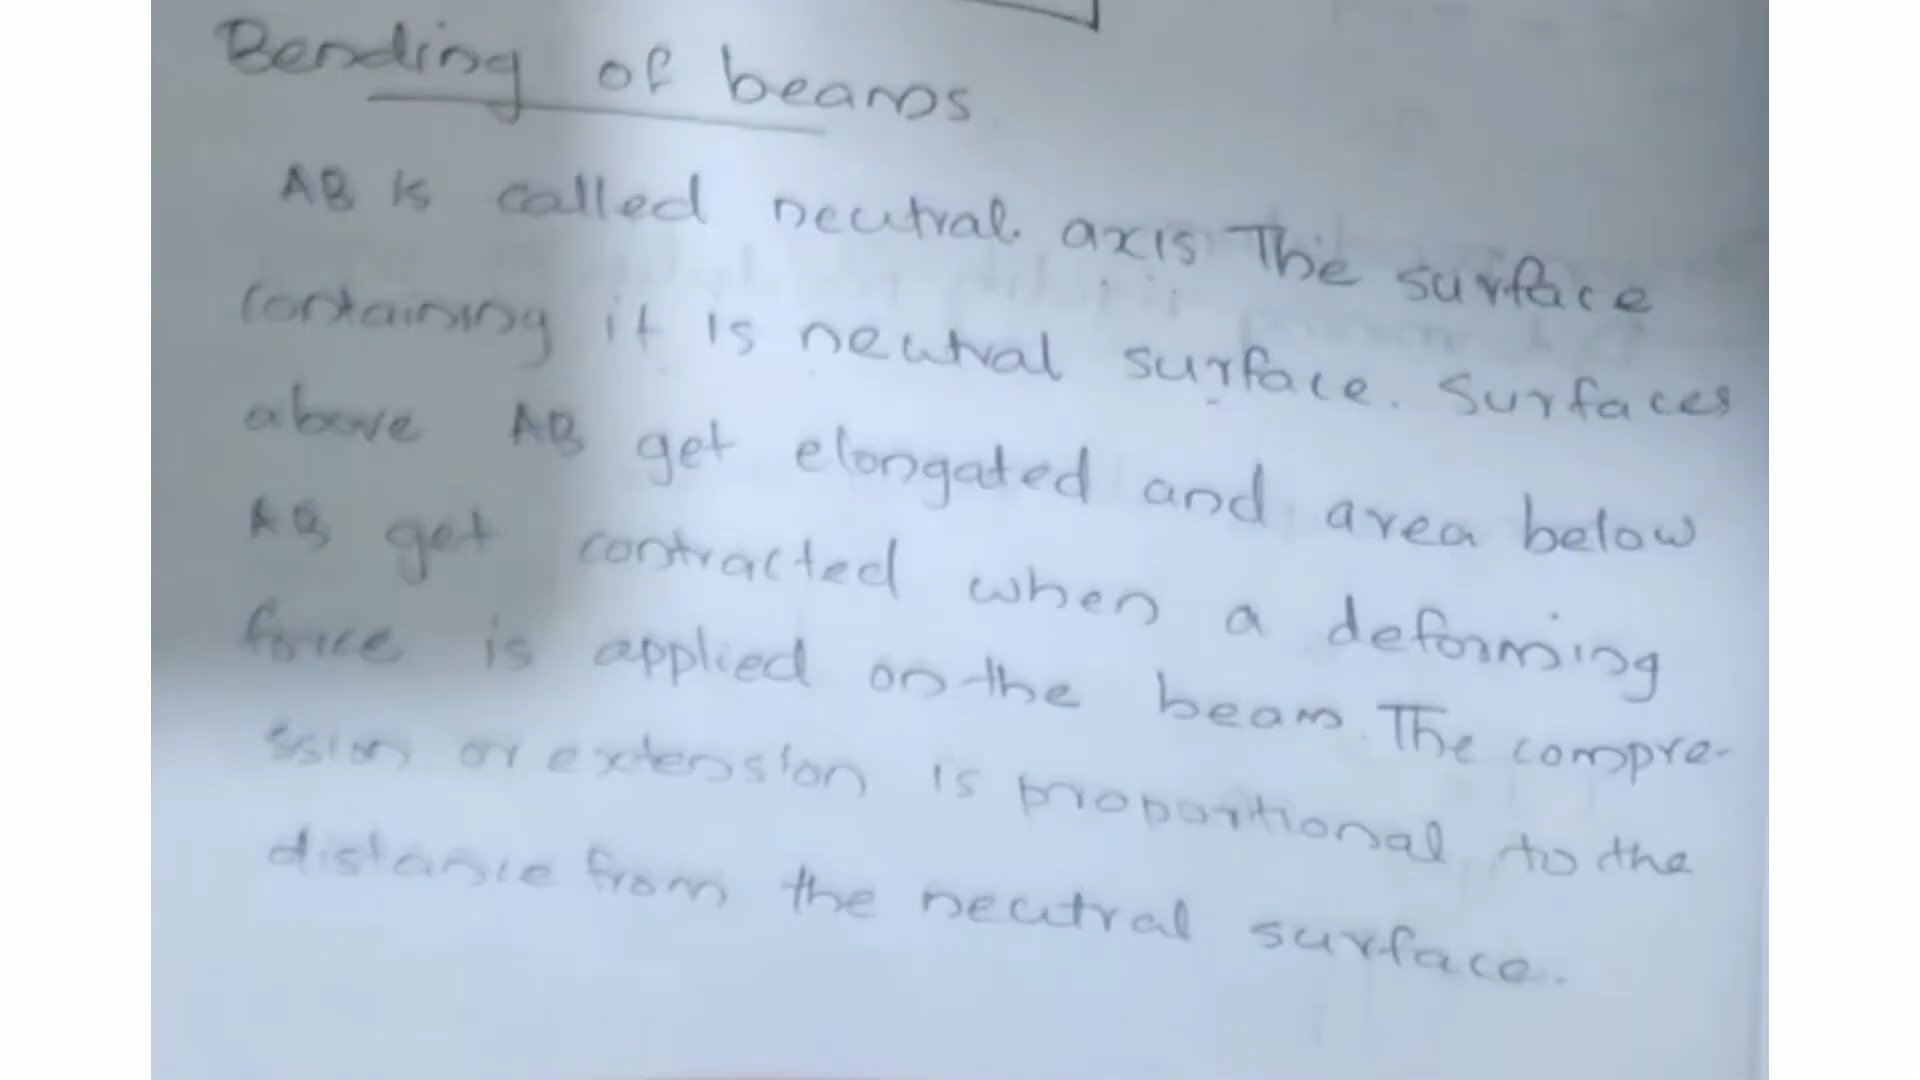 Bending of beams
AB is called neutral axis The surface
containing it is neutral surface. Surfaces
above AB get elongated and area below
AB get contracted when a deforming
force is applied on the beam. The compre-
ssion or extension is proportional to the
distance from the neutral surface.